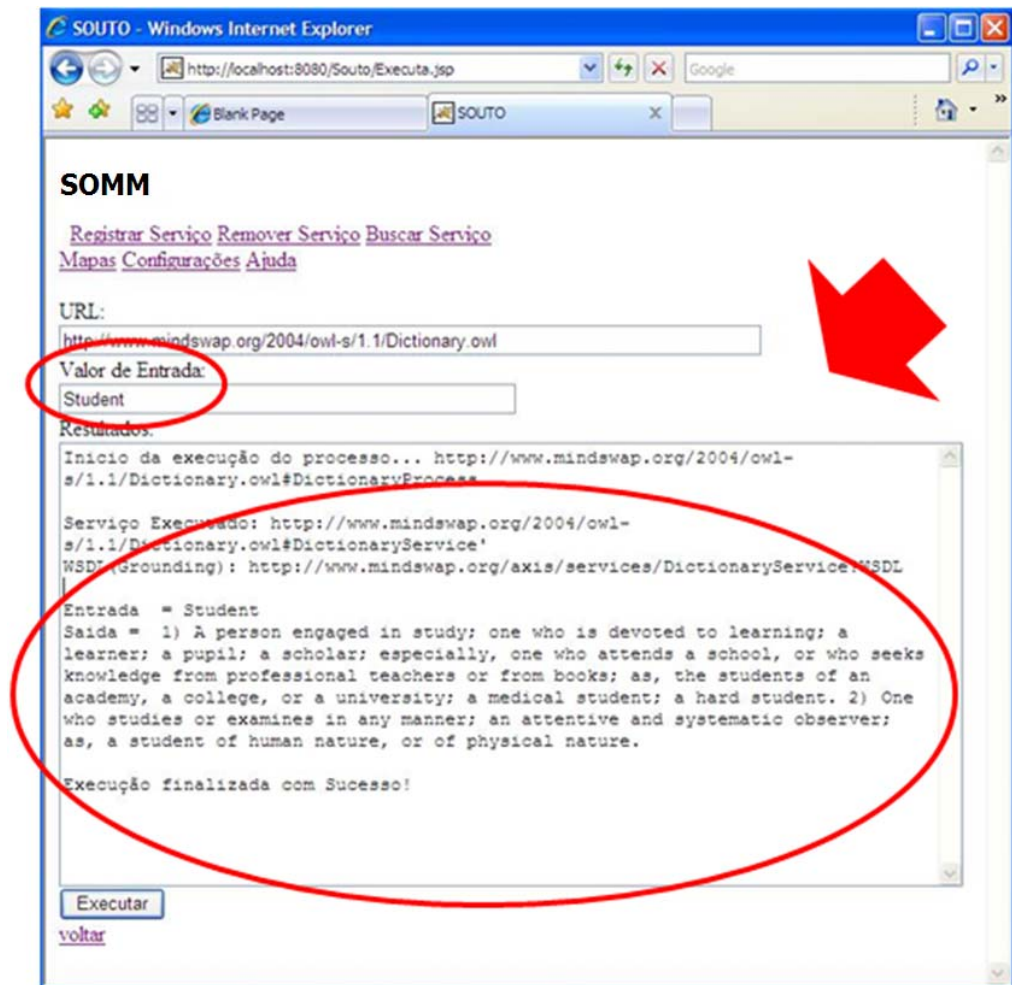 SOUTO - Windows Internet Explorer
http://localhost:8080/Souto/Executa.jsp
Google
Blank Page
SOUTO
SOMM
Registrar Serviço Remover Serviço Buscar Serviço
Mapas Configurações Ajuda
URL:
http://www.mindswap.org/2004/owl-s/1.1/Dictionary.owl
Valor de Entrada:
Student
Resultados:
Inicio da execução do processo... http://www.mindswap.org/2004/owl-
s/1.1/Dictionary.owl#DictionaryProcess
Serviço Executado: http://www.mindswap.org/2004/owl-
s/1.1/Dictionary.owl#DictionaryService'
WSDL(Grounding): http://www.mindswap.org/axis/services/DictionaryService?WSDL
Entrada = Student
Saida = 1) A person engaged in study; one who is devoted to learning; a
learner; a pupil; a scholar; especially, one who attends a school, or who seeks
knowledge from professional teachers or from books; as, the students of an
academy, a college, or a university; a medical student; a hard student. 2) One
who studies or examines in any manner; an attentive and systematic observer;
as, a student of human nature, or of physical nature.
Execução finalizada com Sucesso!
Executar
voltar